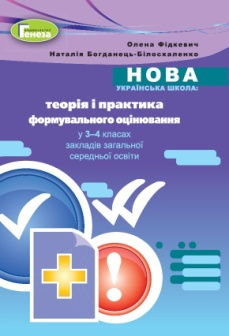 Генеза
Олена Фідкевич
Наталія Богданець-Білоскаленко
НОВА
УКРАЇНСЬКА ШКОЛА:
теорія і практика
формувального оцінювання
у 3–4 класах
закладів загальної
середньої освіти